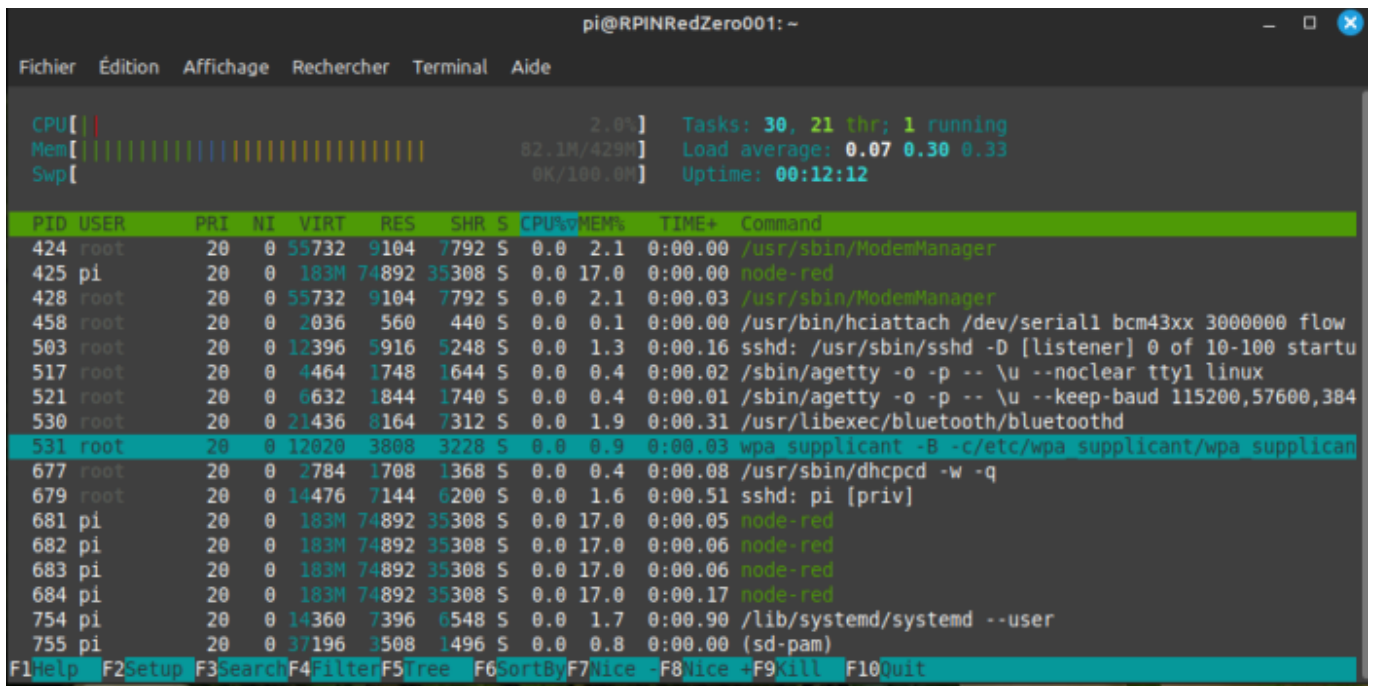 pi@RPINRedZero001: ~
Fichier Édition Affichage Rechercher Terminal Aide
CPU[|| 2.0%] Tasks: 30, 21 thr; 1 running
Mem[||||||||||||||||||||||||||||||| 82.1M/429M] Load average: 0.07 0.30 0.33
Swp[ 0K/100.0M] Uptime: 00:12:12
PID USER PRI NI VIRT RES SHR S CPU%▽MEM% TIME+ Command
424 root 20 0 55732 9104 7792 S 0.0 2.1 0:00.00 /usr/sbin/ModemManager
425 pi 20 0 183M 74892 35308 S 0.0 17.0 0:00.00 node-red
428 root 20 0 55732 9104 7792 S 0.0 2.1 0:00.03 /usr/sbin/ModemManager
458 root 20 0 2036 560 440 S 0.0 0.1 0:00.00 /usr/bin/hciattach /dev/serial1 bcm43xx 3000000 flow
503 root 20 0 12396 5916 5248 S 0.0 1.3 0:00.16 sshd: /usr/sbin/sshd -D [listener] 0 of 10-100 startu
517 root 20 0 4464 1748 1644 S 0.0 0.4 0:00.02 /sbin/agetty -o -p -- \u --noclear tty1 linux
521 root 20 0 6632 1844 1740 S 0.0 0.4 0:00.01 /sbin/agetty -o -p -- \u --keep-baud 115200,57600,384
530 root 20 0 21436 8164 7312 S 0.0 1.9 0:00.31 /usr/libexec/bluetooth/bluetoothd
531 root 20 0 12020 3808 3228 S 0.0 0.9 0:00.03 wpa_supplicant -B -c/etc/wpa_supplicant/wpa_supplican
677 root 20 0 2784 1708 1368 S 0.0 0.4 0:00.08 /usr/sbin/dhcpcd -w -q
679 root 20 0 14476 7144 6200 S 0.0 1.6 0:00.51 sshd: pi [priv]
681 pi 20 0 183M 74892 35308 S 0.0 17.0 0:00.05 node-red
682 pi 20 0 183M 74892 35308 S 0.0 17.0 0:00.06 node-red
683 pi 20 0 183M 74892 35308 S 0.0 17.0 0:00.06 node-red
684 pi 20 0 183M 74892 35308 S 0.0 17.0 0:00.17 node-red
754 pi 20 0 14360 7396 6548 S 0.0 1.7 0:00.90 /lib/systemd/systemd --user
755 pi 20 0 37196 3508 1496 S 0.0 0.8 0:00.00 (sd-pam)
F1Help F2Setup F3SearchF4FilterF5Tree F6SortByF7Nice -F8Nice +F9Kill F10Quit